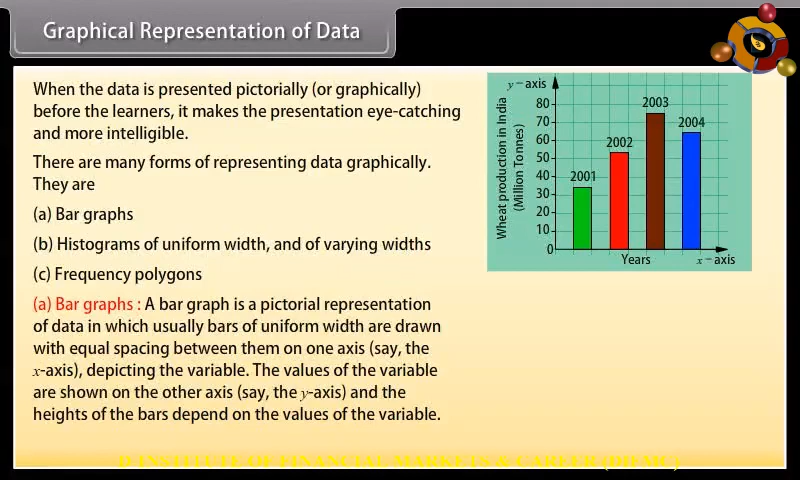 Graphical Representation of Data
When the data is presented pictorially (or graphically)
before the learners, it makes the presentation eye-catching
and more intelligible.
There are many forms of representing data graphically.
They are
(a) Bar graphs
(b) Histograms of uniform width, and of varying widths
(c) Frequency polygons
(a) Bar graphs : A bar graph is a pictorial representation
of data in which usually bars of uniform width are drawn
with equal spacing between them on one axis (say, the
x-axis), depicting the variable. The values of the variable
are shown on the other axis (say, the y-axis) and the
heights of the bars depend on the values of the variable.
y – axis
Wheat production in India
(Million Tonnes)
80
70
60
50
40
30
20
10
0
2001
2002
2003
2004
Years
x – axis
INSTITUTE OF FINANCIAL MARKETS & CAREER